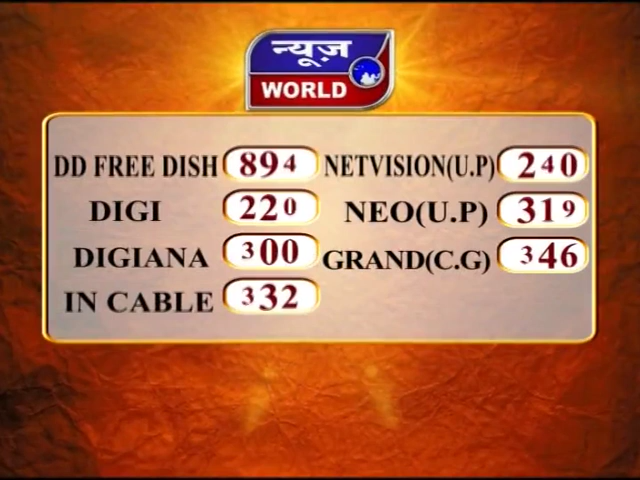 न्यूज़
WORLD
DD FREE DISH 894 NETVISION(U.P) 240
DIGI 220 NEO(U.P) 319
DIGIANA 300 GRAND(C.G) 346
IN CABLE 332